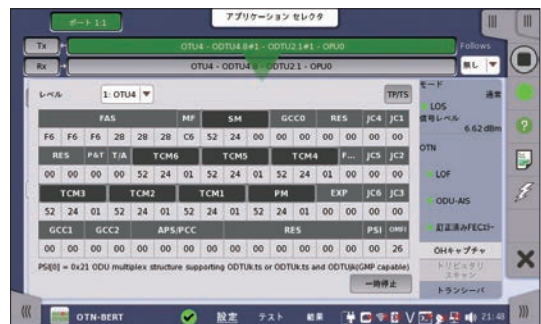 ポート 1:1
アプリケーション セレクタ
Tx
OTU4 - ODTU4.8#1 - ODTU2.1#1 - OPU0
Follows
Rx
OTU4 - ODTU4.8 - ODTU2.1 - OPU0
無し
レベル
1: OTU4
TP/TS
FAS MF SM GCC0 RES JC4 JC1
F6 F6 F6 28 28 28 C6 52 24 00 00 00 00 00 00 00
RES P&T T/A TCM6 TCM5 TCM4 F... JC5 JC2
00 00 00 00 52 24 01 52 24 01 52 24 01 00 00 00
TCM3 TCM2 TCM1 PM EXP JC6 JC3
52 24 01 52 24 01 52 24 01 52 24 01 00 00 00 00
GCC1 GCC2 APS/PCC RES PSI OMFI
00 00 00 00 00 00 00 00 00 00 00 00 00 00 00 26
PSI[0] = 0x21 ODU multiplex structure supporting ODTUk.ts or ODTUk.ts and ODTUjk(GMP capable)
一時停止
モード
通常
LOS
信号レベル
6.62 dBm
OTN
LOF
ODU-AIS
訂正済みFECエラー
OHキャプチャ
トリビュタリ
スキャン
トランシーバ
OTN-BERT
設定
テスト
結果
21:48